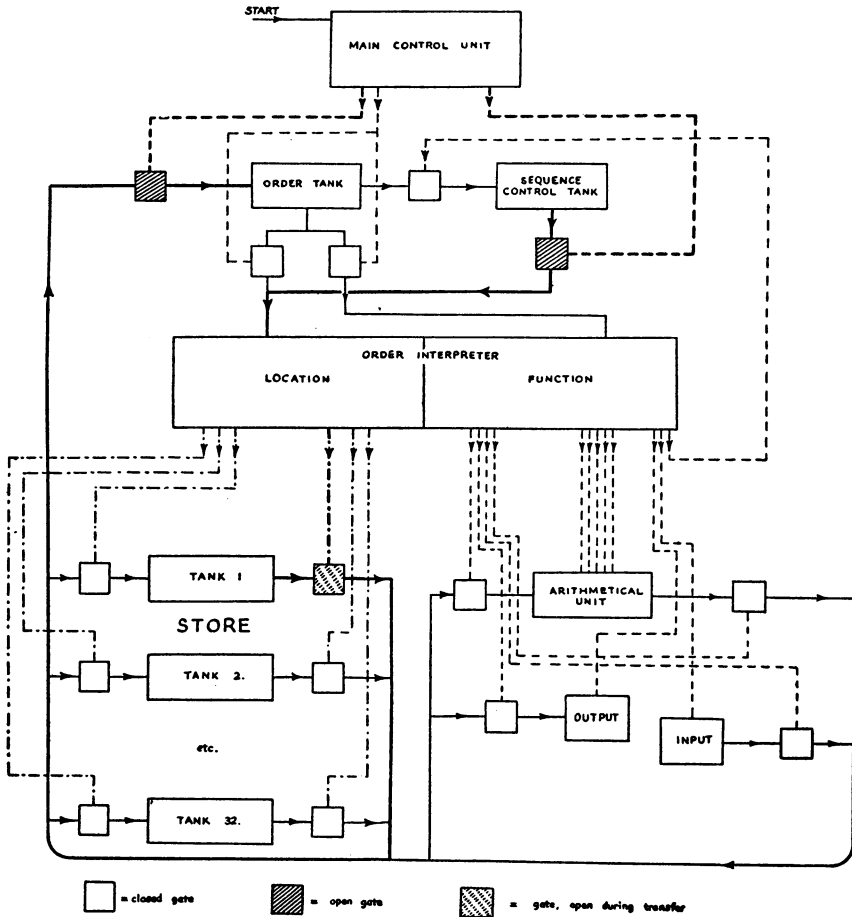 START
MAIN CONTROL UNIT
ORDER TANK
SEQUENCE
CONTROL TANK
ORDER INTERPRETER
LOCATION
FUNCTION
TANK 1
STORE
TANK 2.
etc.
TANK 32.
ARITHMETICAL
UNIT
OUTPUT
INPUT
= closed gate
= open gate
= gate, open during transfer